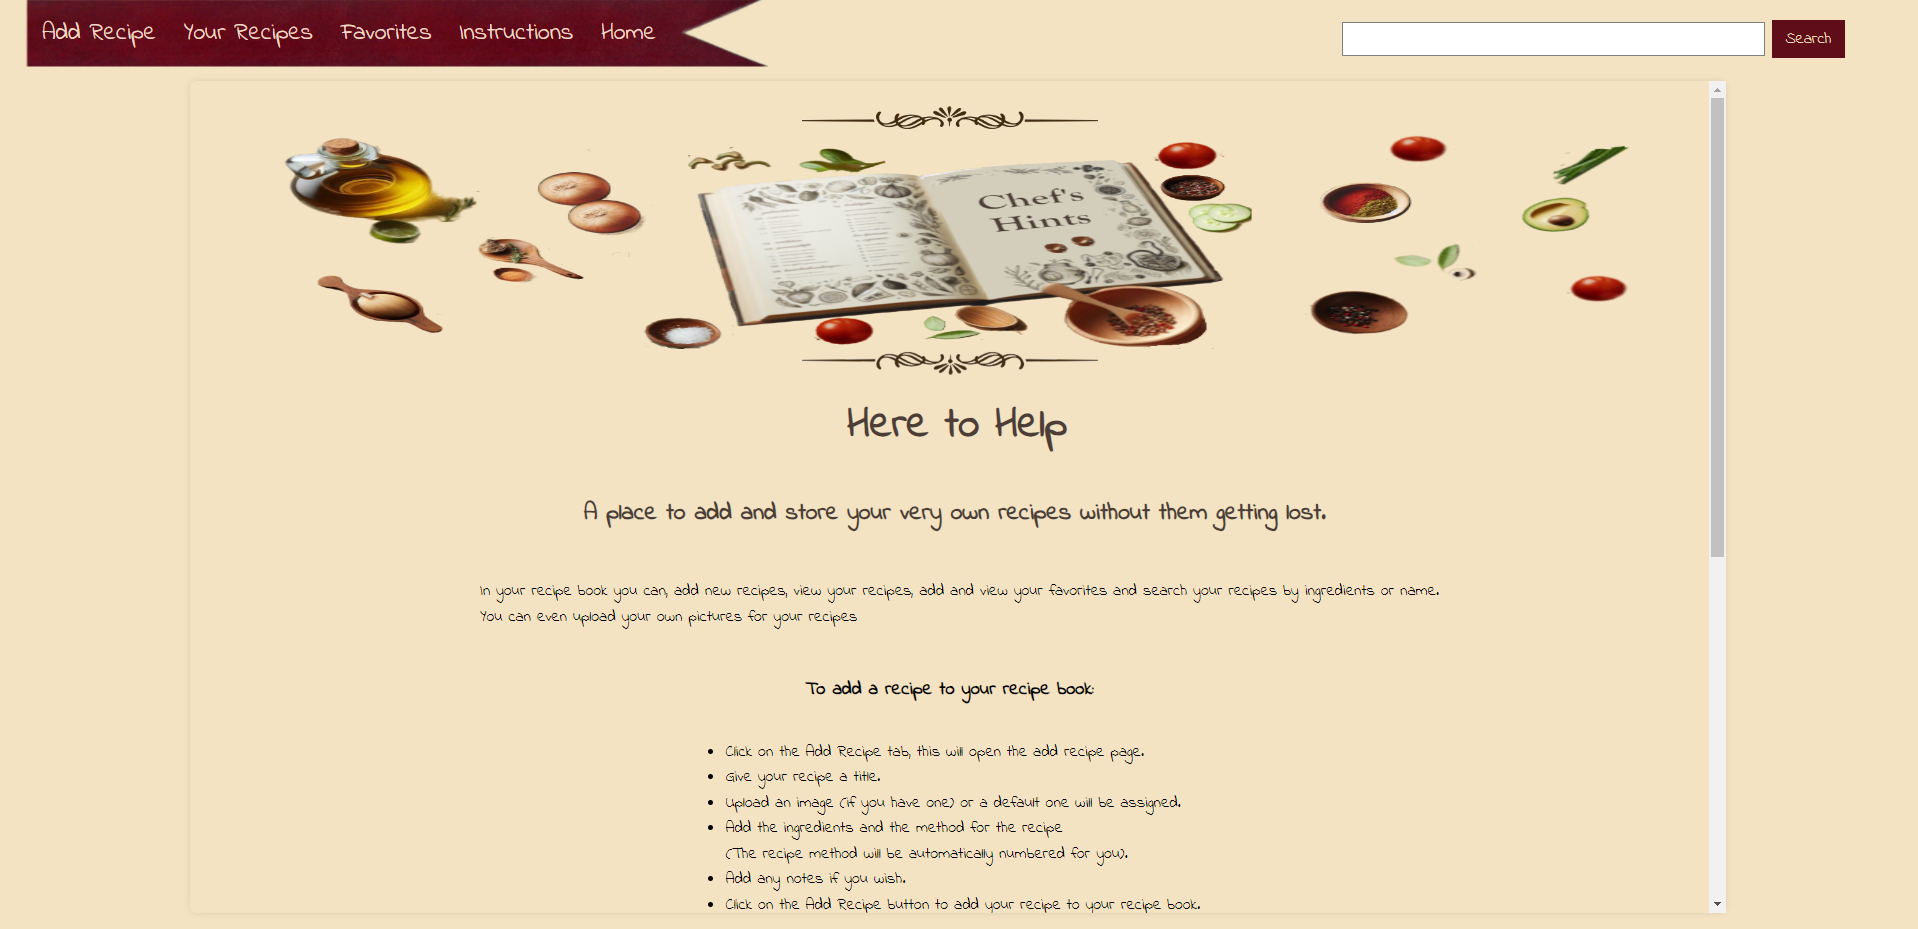 Add Recipe Your Recipes Favorites Instructions Home
Search
Chef's
Hints
Here to Help
A place to add and store your very own recipes without them getting lost.
In your recipe book you can, add new recipes, view your recipes, add and view your favorites and search your recipes by ingredients or name.
You can even upload your own pictures for your recipes
To add a recipe to your recipe book:
• Click on the Add Recipe tab, this will open the add recipe page.
• Give your recipe a title.
• Upload an image (if you have one) or a default one will be assigned.
• Add the ingredients and the method for the recipe
(The recipe method will be automatically numbered for you).
• Add any notes if you wish.
• Click on the Add Recipe button to add your recipe to your recipe book.